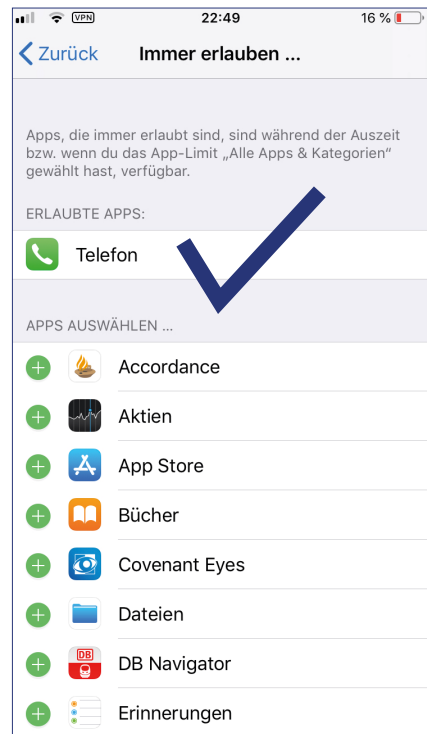 VPN 22:49 16 %
Zurück Immer erlauben ...
Apps, die immer erlaubt sind, sind während der Auszeit
bzw. wenn du das App-Limit „Alle Apps & Kategorien“
gewählt hast, verfügbar.
ERLAUBTE APPS:
Telefon
APPS AUSWÄHLEN ...
Accordance
Aktien
App Store
Bücher
Covenant Eyes
Dateien
DB
DB Navigator
Erinnerungen